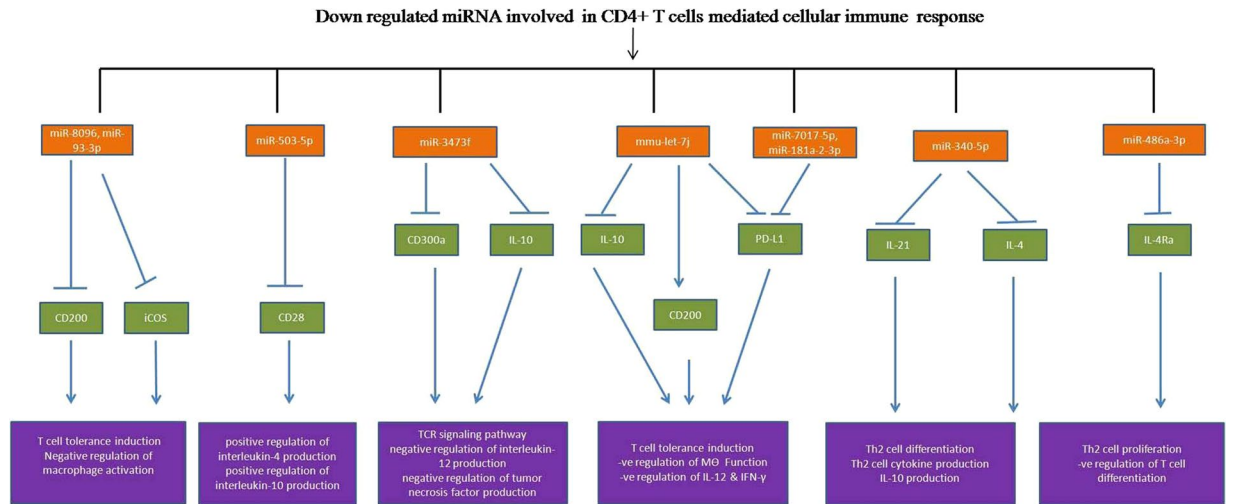 Down regulated miRNA involved in CD4+ T cells mediated cellular immune response
miR-8096, miR-
93-3p
miR-503-5p
miR-3473f
mmu-let-7j
miR-7017-5p,
miR-181a-2-3p
miR-340-5p
miR-486a-3p
CD300a
IL-10
IL-10
PD-L1
IL-21
IL-4
IL-4Ra
CD200
iCOS
CD28
CD200
T cell tolerance induction
Negative regulation of
macrophage activation
positive regulation of
interleukin-4 production
positive regulation of
interleukin-10 production
TCR signaling pathway
negative regulation of interleukin-
12 production
negative regulation of tumor
necrosis factor production
T cell tolerance induction
-ve regulation of MΘ Function
-ve regulation of IL-12 & IFN-γ
Th2 cell differentiation
Th2 cell cytokine production
IL-10 production
Th2 cell proliferation
-ve regulation of T cell
differentiation